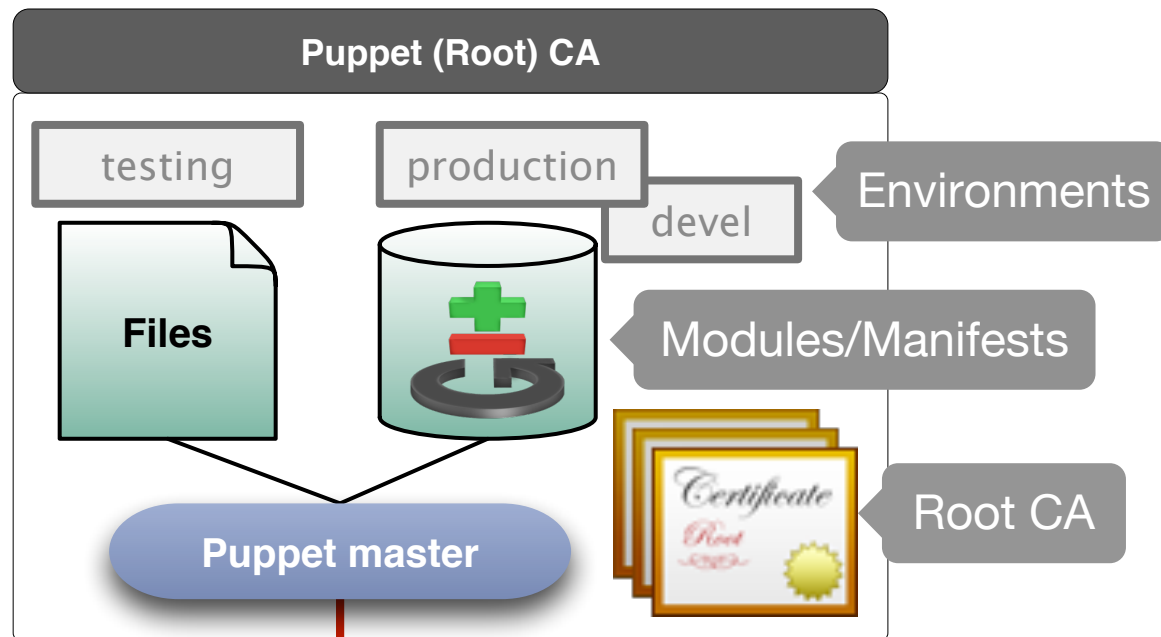 Puppet (Root) CA
testing
production
devel
Environments
Files
Modules/Manifests
Certificate
Root
Root CA
Puppet master